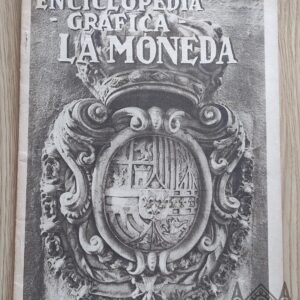 ENCICLOPEDIA
- GRÁFICA -
LA MONEDA